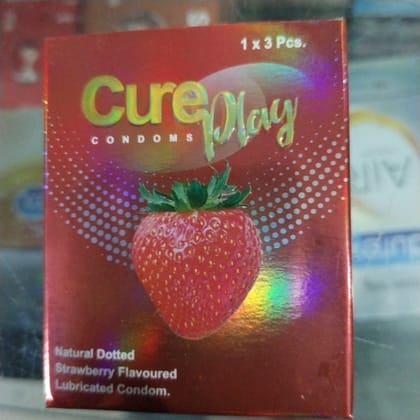 1 x 3 Pcs.
Cure Play
CONDOMS
Natural Dotted
Strawberry Flavoured
Lubricated Condom.